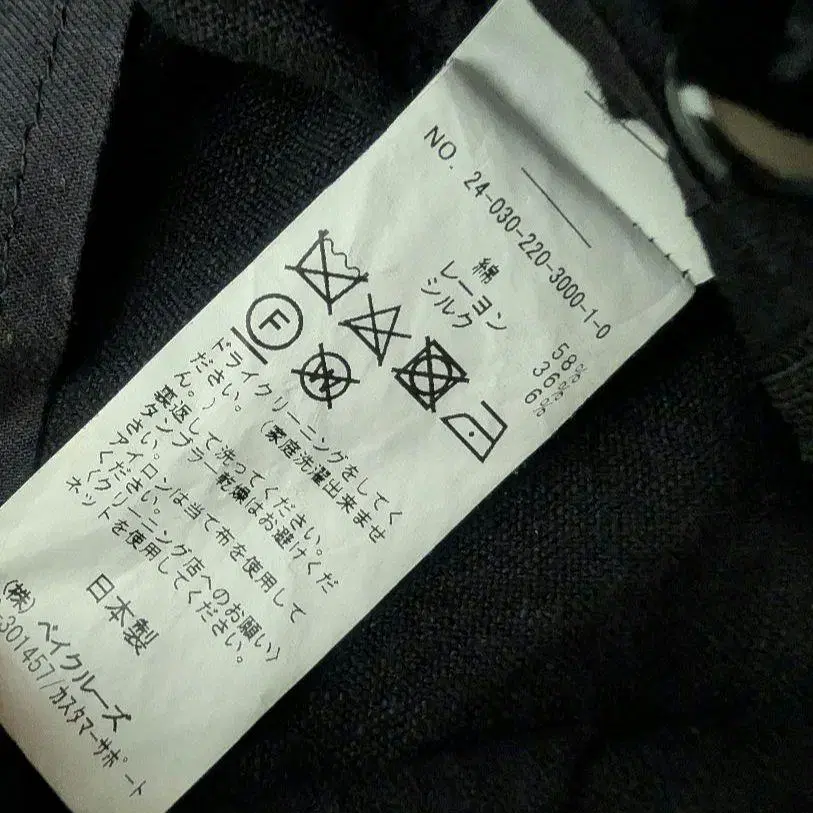 NO. 24-030-220-3000-1-0
綿 58%
レーヨン 36%
シルク 6%
F
W
ドライクリーニングをしてく
ださい。(家庭洗濯出来ませ
ん。)
裏返して洗ってください。
タンブラー乾燥はお避けくだ
さい。
アイロンは当て布を使用して
ください。
〈クリーニング店へのお願い〉
ネットを使用してください。
日本製
(株)ベイクルーズ
301457/カスタマーサポート